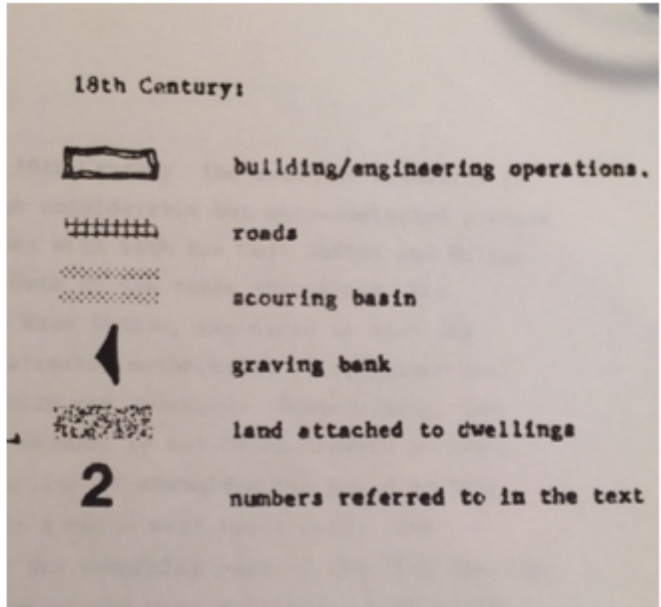 18th Century:
building/engineering operations.
roads
scouring basin
graving bank
land attached to dwellings
2 numbers referred to in the text